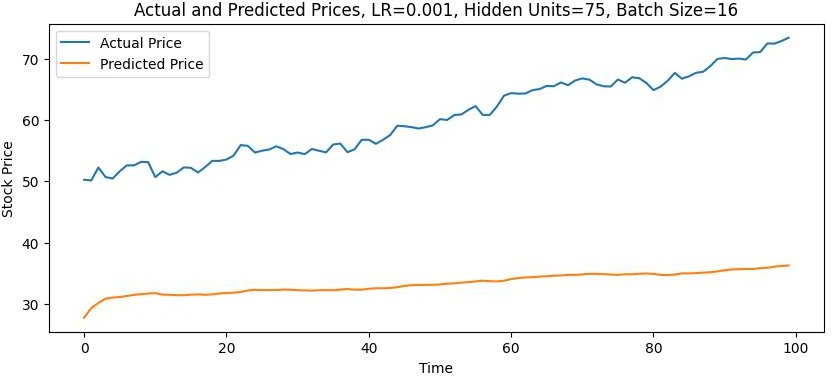 Actual and Predicted Prices, LR=0.001, Hidden Units=75, Batch Size=16
Actual Price
Predicted Price
Stock Price
70
60
50
40
30
0 20 40 60 80 100
Time